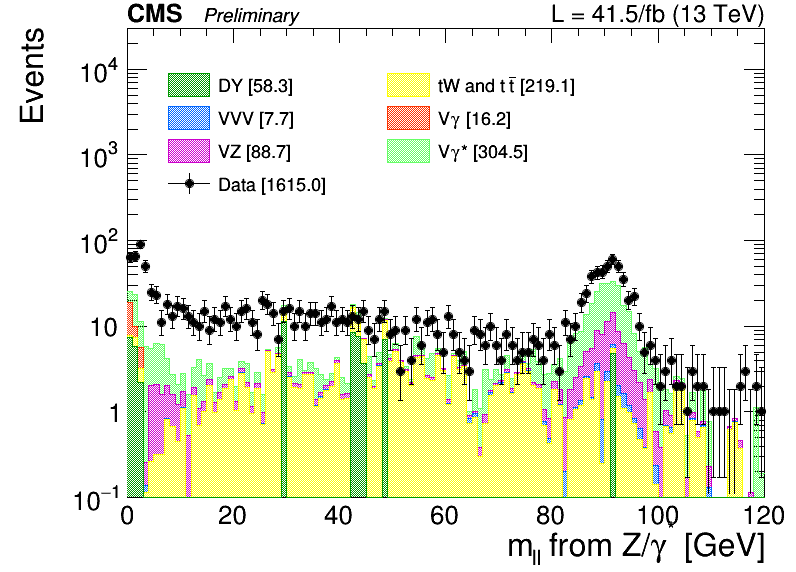 CMS Preliminary L = 41.5/fb (13 TeV)
Events
10⁴
10³
10²
10
1
10⁻¹
DY [58.3]
tW and tt̄ [219.1]
VVV [7.7]
Vγ [16.2]
VZ [88.7]
Vγ* [304.5]
Data [1615.0]
0 20 40 60 80 100 120
m_ll from Z/γ* [GeV]